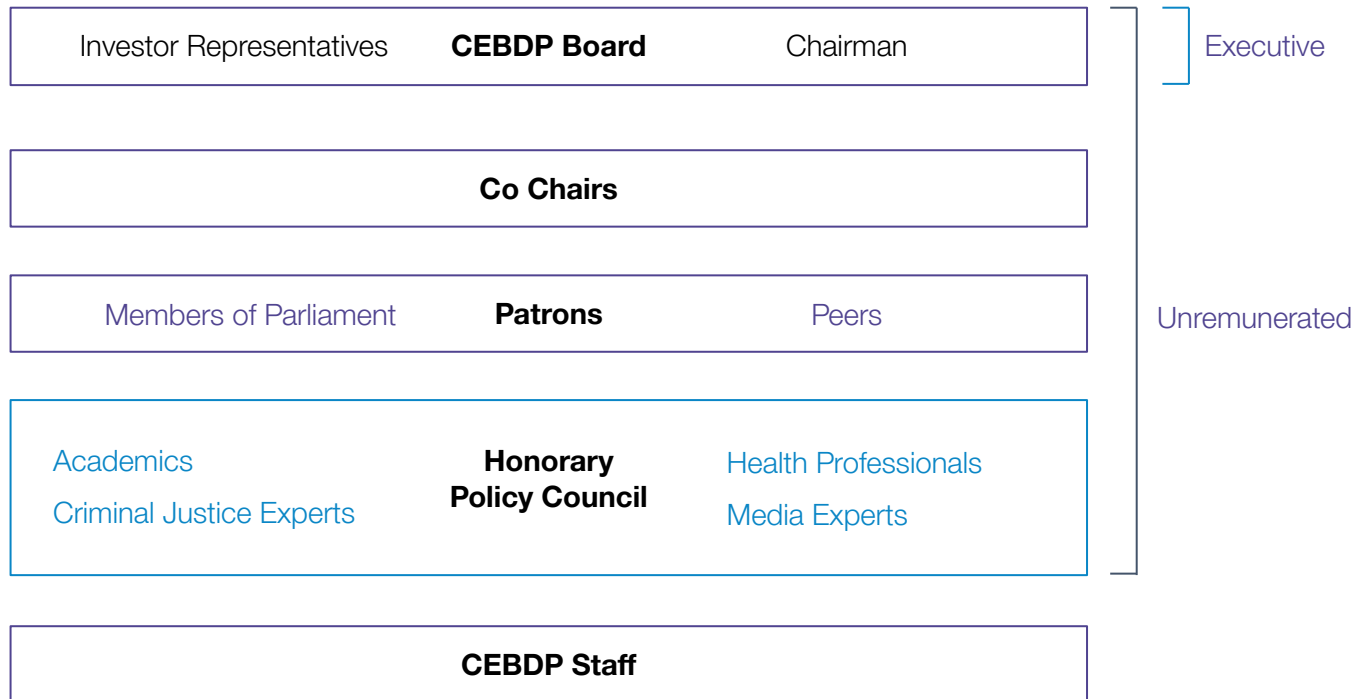 Investor Representatives CEBDP Board Chairman Executive
Co Chairs
Members of Parliament Patrons Peers Unremunerated
Academics
Criminal Justice Experts
Honorary
Policy Council
Health Professionals
Media Experts
CEBDP Staff